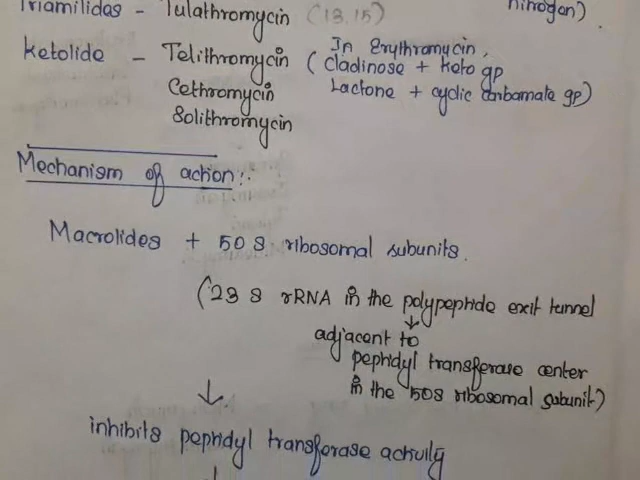 Triamilides - Tulathromycin (13,15)
nitrogen)
Ketolide - Telithromycin (In Erythromycin,
cladinose + keto gp
Cethromycin Lactone + cyclic carbamate gp)
Solithromycin
Mechanism of action:-
Macrolides + 50 S ribosomal subunits.
(23 S rRNA in the polypeptide exit tunnel
↓
adjacent to
peptidyl transferase center
in the 50S ribosomal subunit)
↓
inhibits peptidyl transferase activity
↓